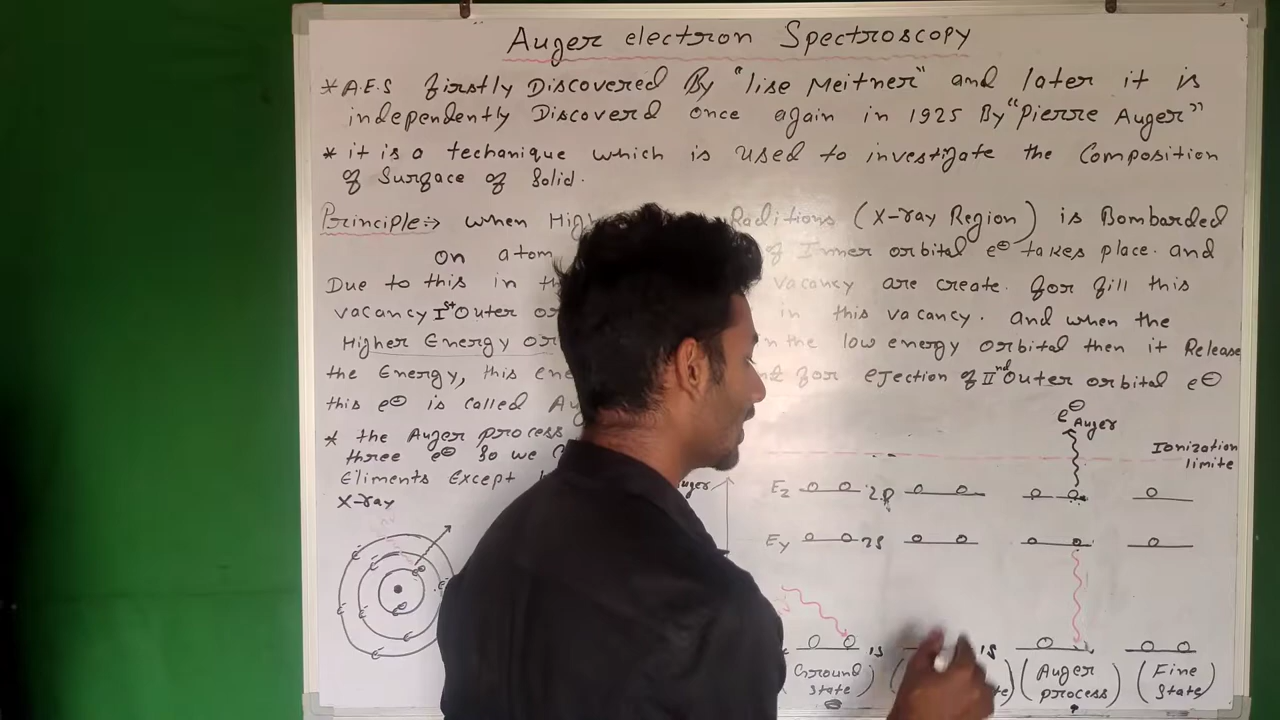 Auger electron Spectroscopy
* A.E.S firstly Discovered By "lise Meitner" and later it is
independently Discovered once again in 1925 By "Pierre Auger"
* it is a techanique which is used to investigate the Composition
of Surface of Solid.
Principle:→ when Raditions (X-ray Region) is Bombarded
on atom of Inner orbital e⊖ takes place. and
Due to this in vacancy are create. for fill this
vacancy Ist Outer in this vacancy. and when the
Higher Energy the low energy orbital then it Release
the Energy, this for ejection of IInd Outer orbital e⊖
this e⊖ is called
* the Auger process
three e⊖ So we
Eliments Except
X-ray
e⊖ Auger
Ionization
limite
Ez 2p
Ey 2s
is is
(Ground state) (Auger process) (Fine State)